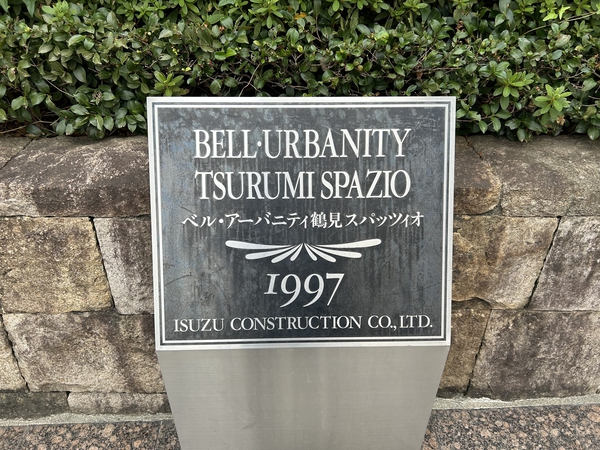 BELL·URBANITY
TSURUMI SPAZIO
ベル・アーバニティ鶴見スパッツィオ
1997
ISUZU CONSTRUCTION CO., LTD.